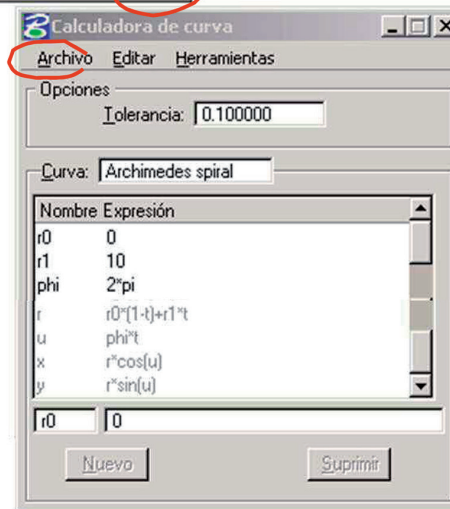 Calculadora de curva
Archivo Editar Herramientas
Opciones
Tolerancia: 0.100000
Curva: Archimedes spiral
Nombre Expresión
r0 0
r1 10
phi 2*pi
r r0*(1-t)+r1*t
u phi*t
x r*cos(u)
y r*sin(u)
r0 0
Nuevo Suprimir